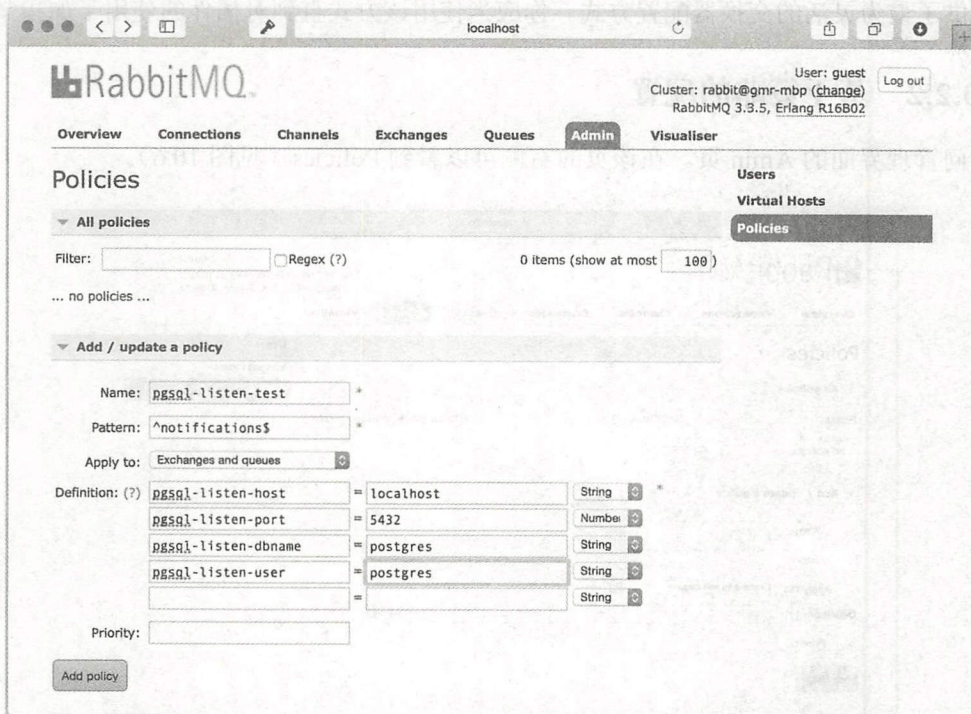 localhost
RabbitMQ
User: guest
Log out
Cluster: rabbit@gmr-mbp (change)
RabbitMQ 3.3.5, Erlang R16B02
Overview Connections Channels Exchanges Queues Admin Visualiser
Policies
Users
Virtual Hosts
Policies
All policies
Filter: Regex (?) 0 items (show at most 100)
... no policies ...
Add / update a policy
Name: pgsql-listen-test *
Pattern: ^notifications$ *
Apply to: Exchanges and queues
Definition: (?) pgsql-listen-host = localhost String *
pgsql-listen-port = 5432 Number
pgsql-listen-dbname = postgres String
pgsql-listen-user = postgres String
= String
Priority:
Add policy